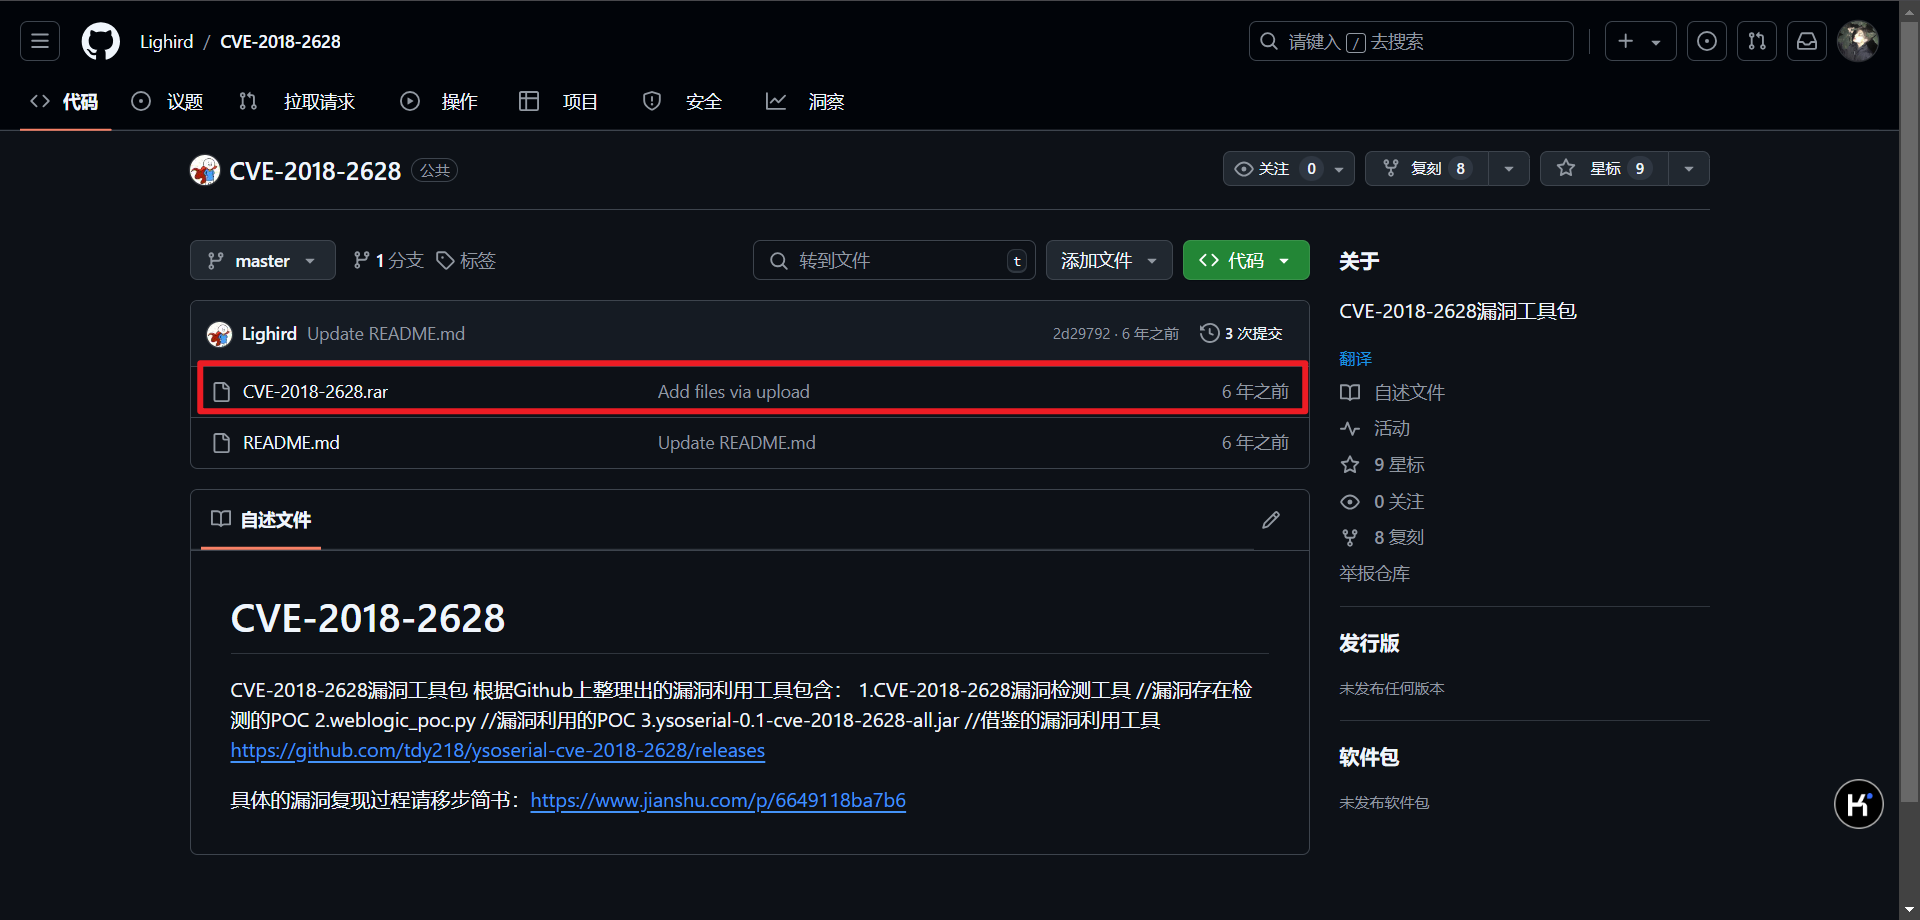 Lighird / CVE-2018-2628
请键入 / 去搜索
代码 议题 拉取请求 操作 项目 安全 洞察
CVE-2018-2628 公共
关注 0 复刻 8 星标 9
master 1 分支 标签 转到文件 t 添加文件 代码
Lighird Update README.md 2d29792 · 6 年之前 3 次提交
CVE-2018-2628.rar Add files via upload 6 年之前
README.md Update README.md 6 年之前
自述文件
CVE-2018-2628
CVE-2018-2628漏洞工具包 根据Github上整理出的漏洞利用工具包含： 1.CVE-2018-2628漏洞检测工具 //漏洞存在检
测的POC 2.weblogic_poc.py //漏洞利用的POC 3.ysoserial-0.1-cve-2018-2628-all.jar //借鉴的漏洞利用工具
https://github.com/tdy218/ysoserial-cve-2018-2628/releases
具体的漏洞复现过程请移步简书：https://www.jianshu.com/p/6649118ba7b6
关于
CVE-2018-2628漏洞工具包
翻译
自述文件
活动
9 星标
0 关注
8 复刻
举报仓库
发行版
未发布任何版本
软件包
未发布软件包
K